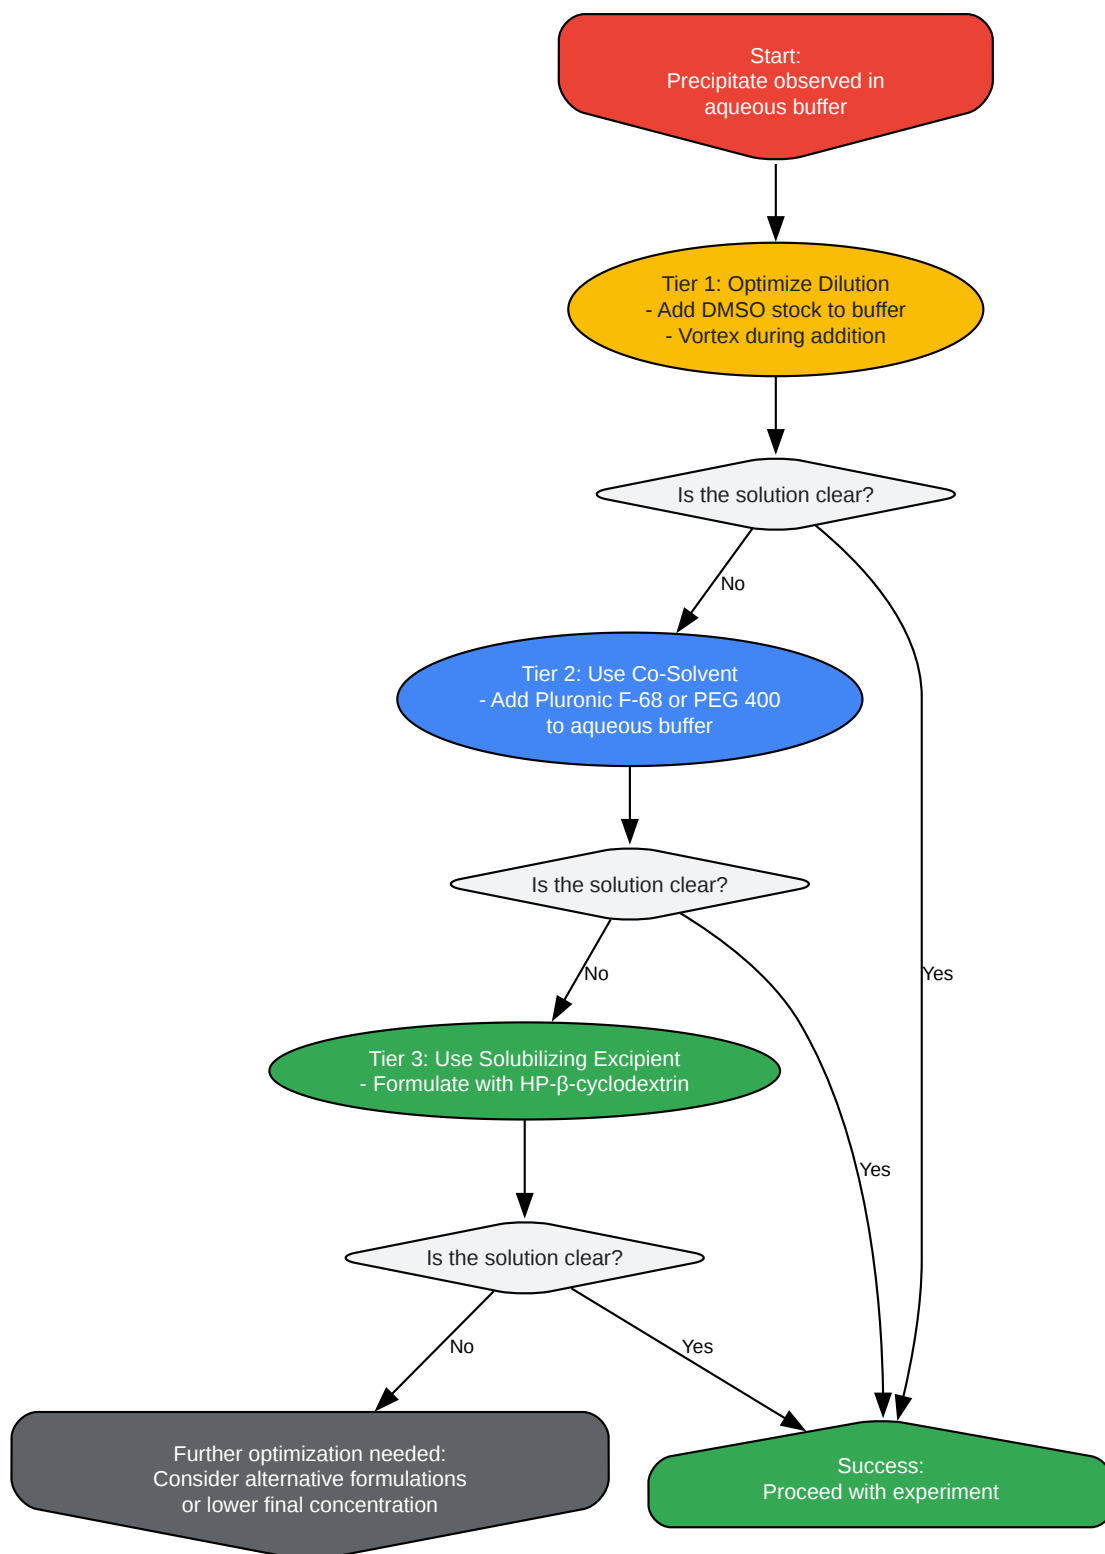 Start:
Precipitate observed in
aqueous buffer
Tier 1: Optimize Dilution
- Add DMSO stock to buffer
- Vortex during addition
Is the solution clear?
No
Yes
Tier 2: Use Co-Solvent
- Add Pluronic F-68 or PEG 400
to aqueous buffer
Is the solution clear?
No
Yes
Tier 3: Use Solubilizing Excipient
- Formulate with HP-β-cyclodextrin
Is the solution clear?
No
Yes
Further optimization needed:
Consider alternative formulations
or lower final concentration
Success:
Proceed with experiment